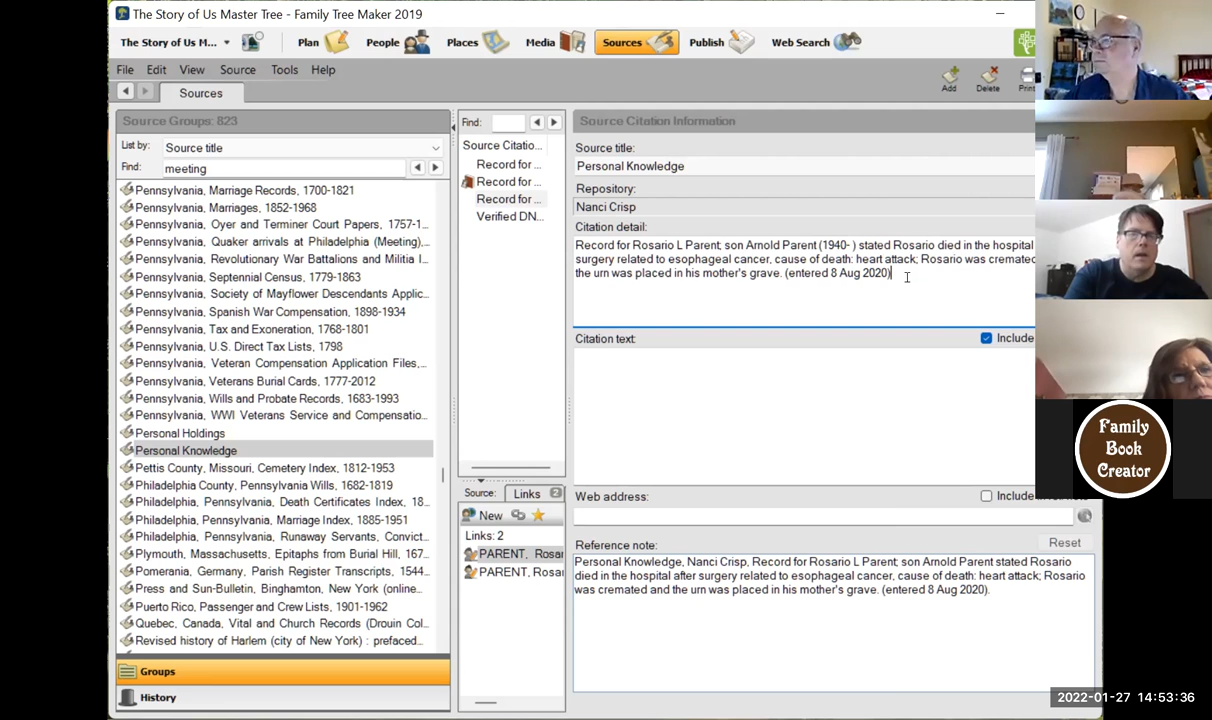 The Story of Us Master Tree - Family Tree Maker 2019
The Story of Us M...
Plan
People
Places
Media
Sources
Publish
Web Search
File Edit View Source Tools Help
Sources
Add
Delete
Prin
Source Groups: 823
List by: Source title
Find: meeting
Pennsylvania, Marriage Records, 1700-1821
Pennsylvania, Marriages, 1852-1968
Pennsylvania, Oyer and Terminer Court Papers, 1757-1...
Pennsylvania, Quaker arrivals at Philadelphia (Meeting),...
Pennsylvania, Revolutionary War Battalions and Militia I...
Pennsylvania, Septennial Census, 1779-1863
Pennsylvania, Society of Mayflower Descendants Applic...
Pennsylvania, Spanish War Compensation, 1898-1934
Pennsylvania, Tax and Exoneration, 1768-1801
Pennsylvania, U.S. Direct Tax Lists, 1798
Pennsylvania, Veteran Compensation Application Files,...
Pennsylvania, Veterans Burial Cards, 1777-2012
Pennsylvania, Wills and Probate Records, 1683-1993
Pennsylvania, WWI Veterans Service and Compensatio...
Personal Holdings
Personal Knowledge
Pettis County, Missouri, Cemetery Index, 1812-1953
Philadelphia County, Pennsylvania Wills, 1682-1819
Philadelphia, Pennsylvania, Death Certificates Index, 18...
Philadelphia, Pennsylvania, Marriage Index, 1885-1951
Philadelphia, Pennsylvania, Runaway Servants, Convict...
Plymouth, Massachusetts, Epitaphs from Burial Hill, 167...
Pomerania, Germany, Parish Register Transcripts, 1544...
Press and Sun-Bulletin, Binghamton, New York (online...
Puerto Rico, Passenger and Crew Lists, 1901-1962
Quebec, Canada, Vital and Church Records (Drouin Col...
Revised history of Harlem (city of New York) : prefaced...
Groups
History
Find:
Source Citatio...
Record for ...
Record for ...
Record for ...
Verified DN...
Source: Links 2
New
Links: 2
PARENT, Rosar
PARENT, Rosar
Source Citation Information
Source title:
Personal Knowledge
Repository:
Nanci Crisp
Citation detail:
Record for Rosario L Parent; son Arnold Parent (1940- ) stated Rosario died in the hospital
surgery related to esophageal cancer, cause of death: heart attack; Rosario was cremated
the urn was placed in his mother's grave. (entered 8 Aug 2020)
Citation text:
Include
Web address:
Include
Reset
Reference note:
Personal Knowledge, Nanci Crisp, Record for Rosario L Parent; son Arnold Parent stated Rosario
died in the hospital after surgery related to esophageal cancer, cause of death: heart attack; Rosario
was cremated and the urn was placed in his mother's grave. (entered 8 Aug 2020).
Family
Book
Creator
2022-01-27 14:53:36